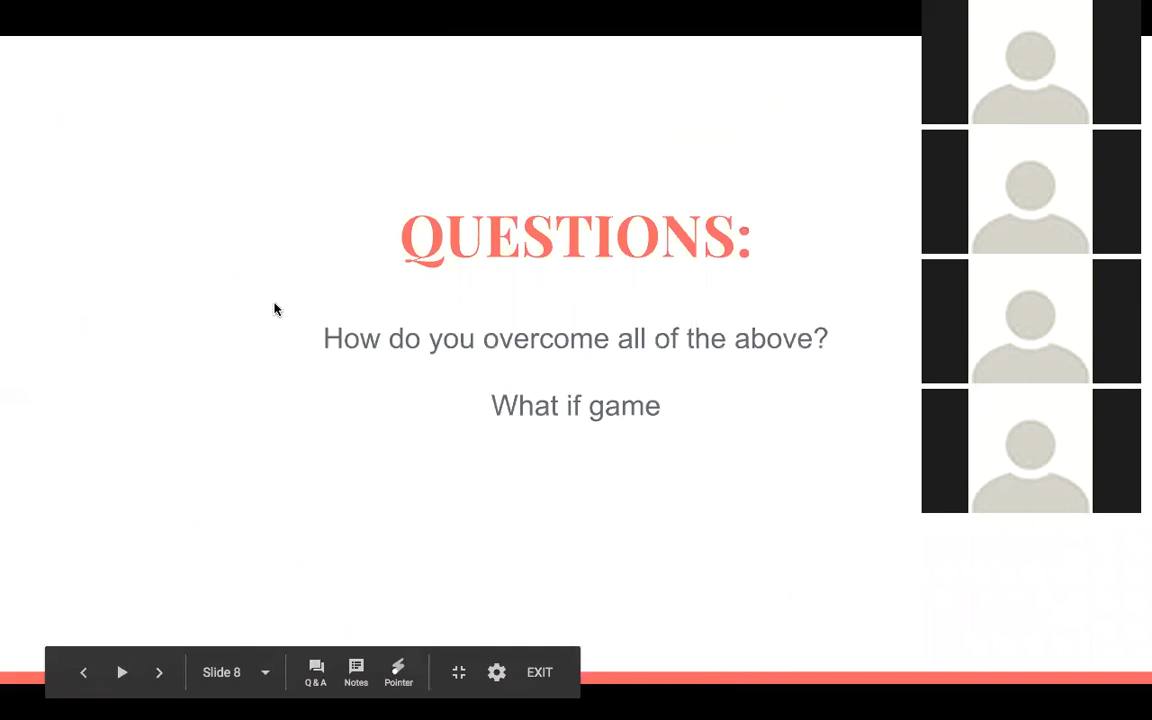 QUESTIONS:
How do you overcome all of the above?
What if game
Slide 8
Q & A
Notes
Pointer
EXIT